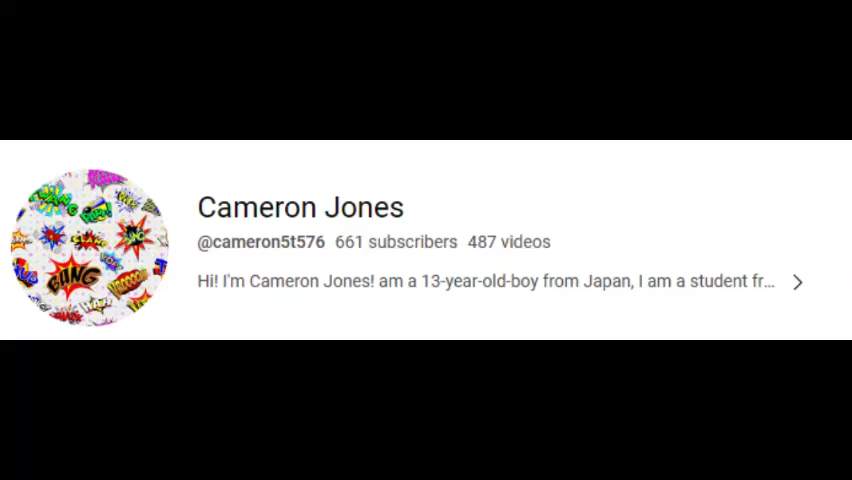 Cameron Jones
@cameron5t576 661 subscribers 487 videos
Hi! I'm Cameron Jones! am a 13-year-old-boy from Japan, I am a student fr...
BANG